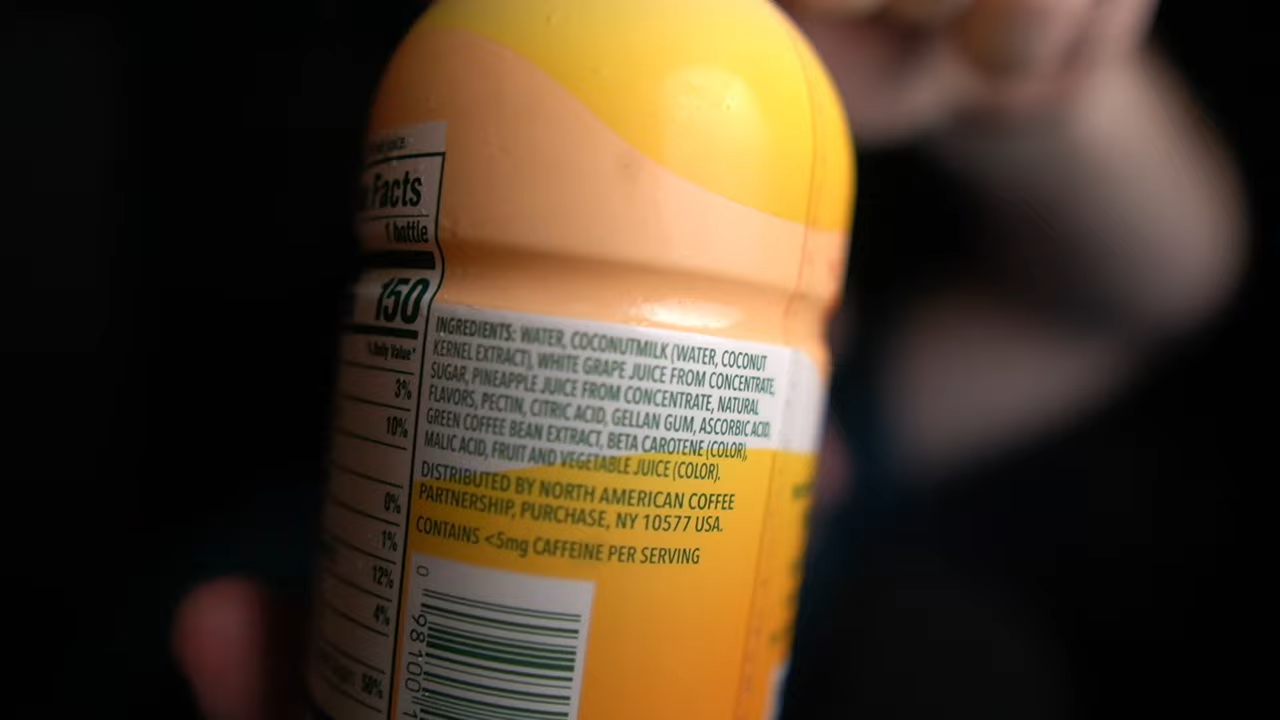 Facts
1 bottle
150
% Daily Value*
3%
10%
0%
1%
12%
4%
50%
INGREDIENTS: WATER, COCONUTMILK (WATER, COCONUT
KERNEL EXTRACT), WHITE GRAPE JUICE FROM CONCENTRATE,
SUGAR, PINEAPPLE JUICE FROM CONCENTRATE, NATURAL
FLAVORS, PECTIN, CITRIC ACID, GELLAN GUM, ASCORBIC ACID,
GREEN COFFEE BEAN EXTRACT, BETA CAROTENE (COLOR),
MALIC ACID, FRUIT AND VEGETABLE JUICE (COLOR).
DISTRIBUTED BY NORTH AMERICAN COFFEE
PARTNERSHIP, PURCHASE, NY 10577 USA.
CONTAINS <5mg CAFFEINE PER SERVING
0 98100 1